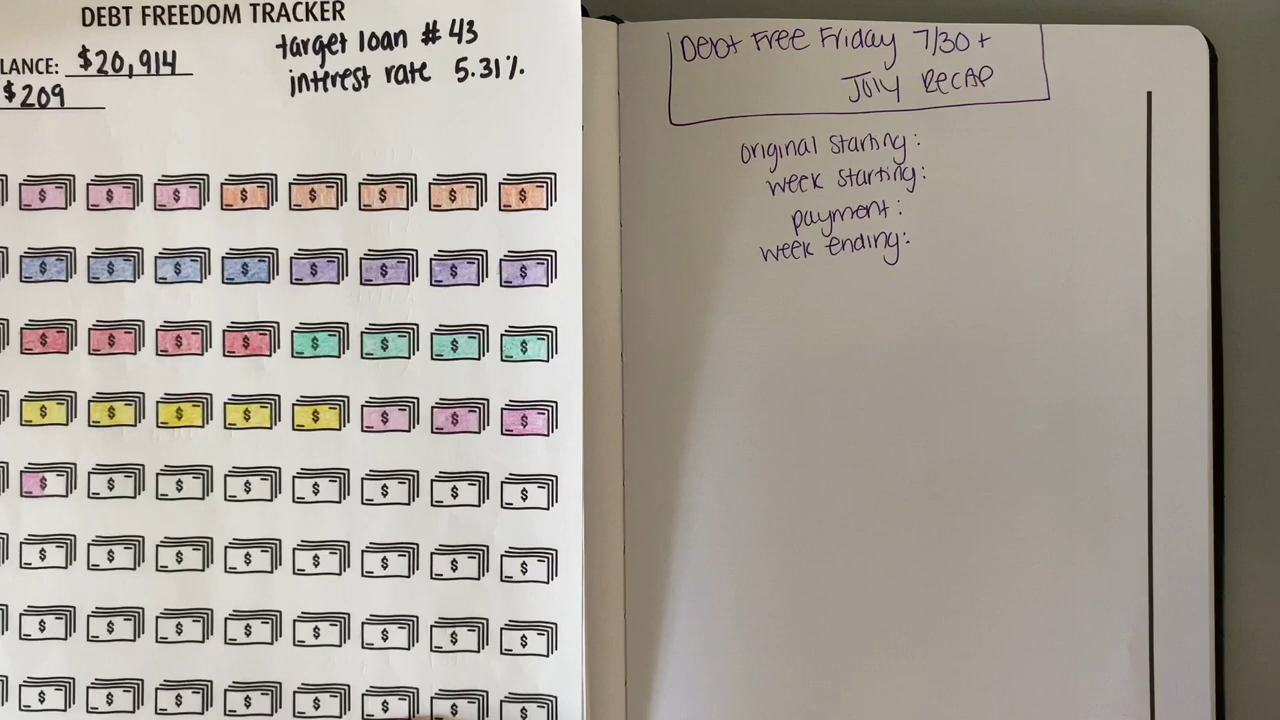 DEBT FREEDOM TRACKER
target loan # 43
LANCE: $20,914
interest rate 5.31%
$209
Debt Free Friday 7/30 +
July RECAP
original starting:
week starting:
payment:
week ending: